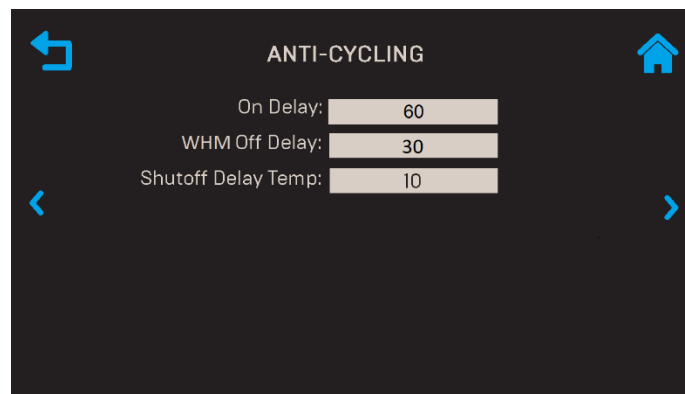 ANTI-CYCLING
On Delay: 60
WHM Off Delay: 30
Shutoff Delay Temp: 10